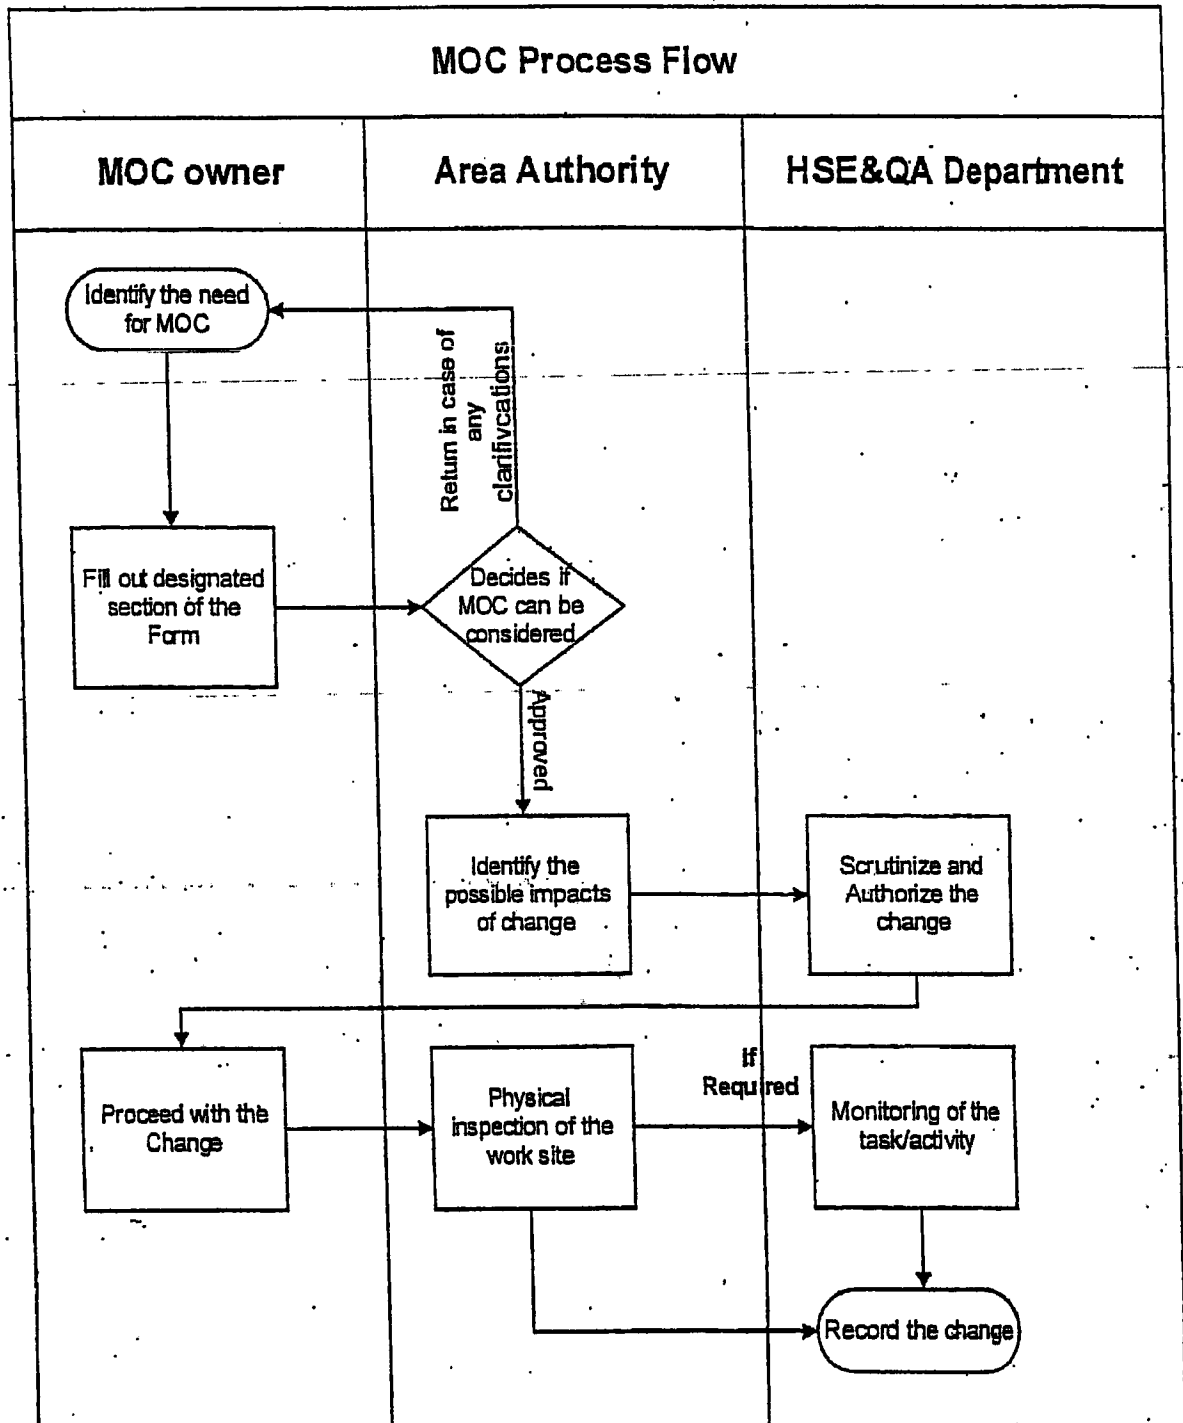 MOC Process Flow
MOC owner
Area Authority
HSE&QA Department
Identify the need
for MOC
Return in case of
any
clarifivcations
Fill out designated
section of the
Form
Decides if
MOC can be
considered
Approved
Identify the
possible impacts
of change
Scrutinize and
Authorize the
change
Proceed with the
Change
Physical
inspection of the
work site
If
Required
Monitoring of the
task/activity
Record the change